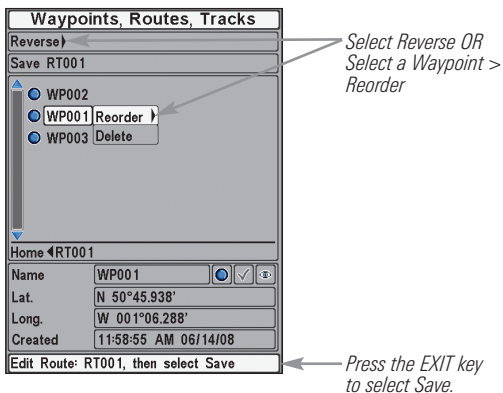 Waypoints, Routes, Tracks
Reverse
Select Reverse OR
Select a Waypoint >
Reorder
Save RT001
WP002
WP001 Reorder
WP003 Delete
Home RT001
Name WP001
Lat. N 50°45.938'
Long. W 001°06.288'
Created 11:58:55 AM 06/14/08
Edit Route: RT001, then select Save
Press the EXIT key
to select Save.